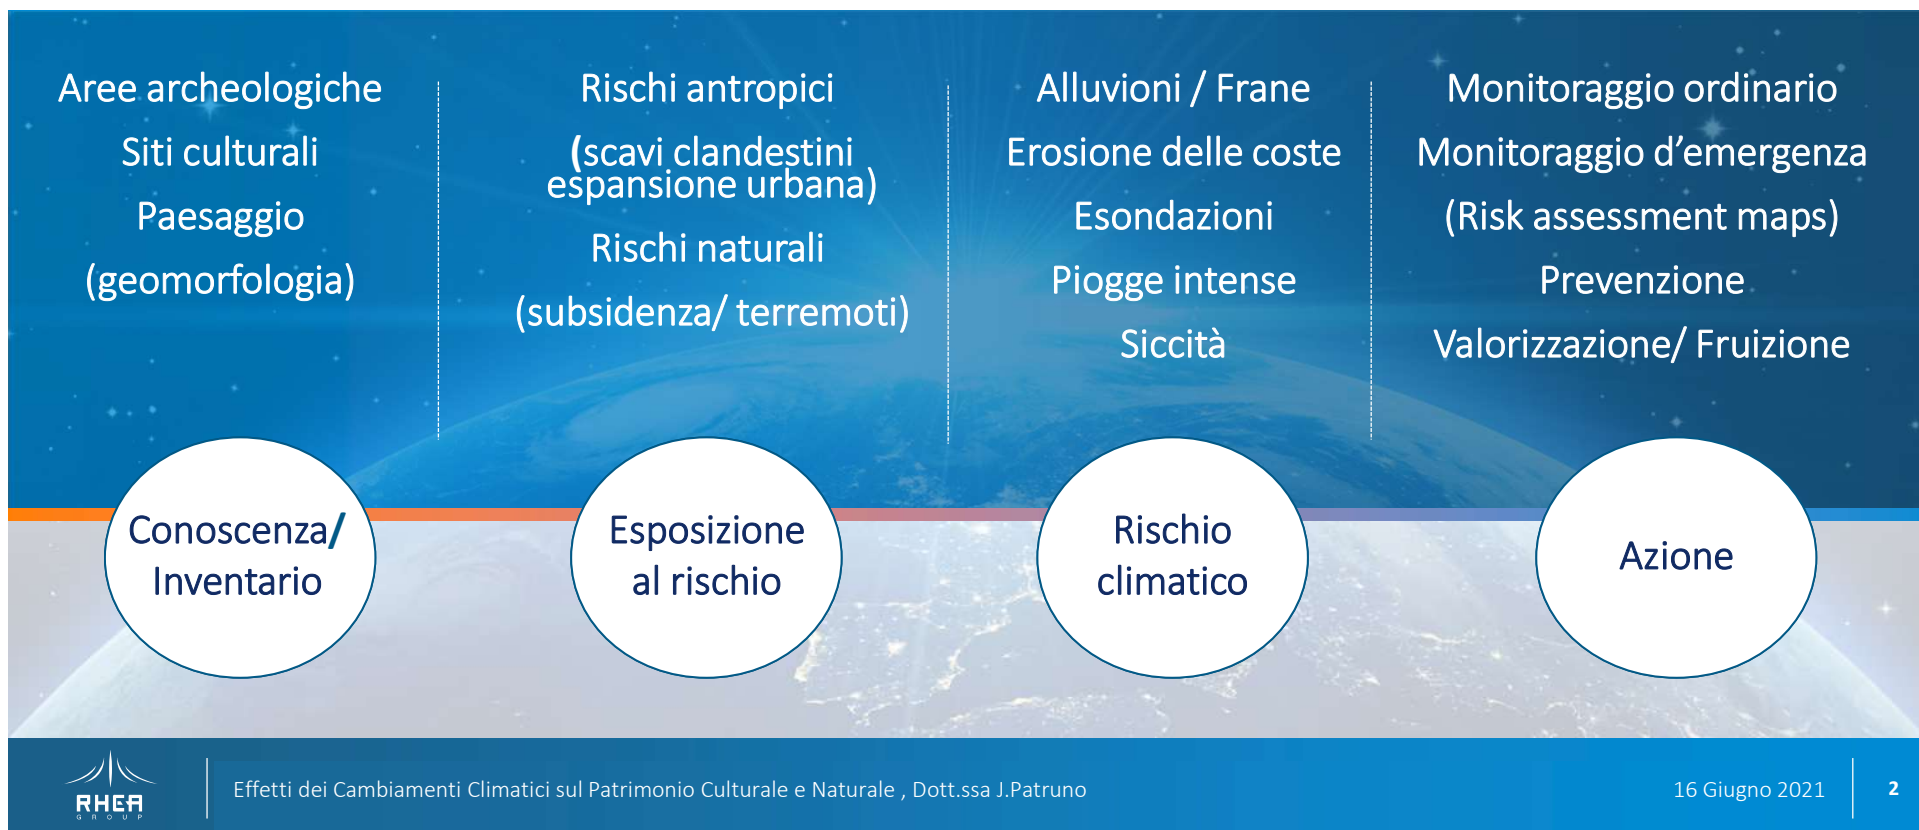 Aree archeologiche
Siti culturali
Paesaggio
(geomorfologia)
Rischi antropici
(scavi clandestini
espansione urbana)
Rischi naturali
(subsidenza/ terremoti)
Alluvioni / Frane
Erosione delle coste
Esondazioni
Piogge intense
Siccità
Monitoraggio ordinario
Monitoraggio d’emergenza
(Risk assessment maps)
Prevenzione
Valorizzazione/ Fruizione
Conoscenza/
Inventario
Esposizione
al rischio
Rischio
climatico
Azione
RHEA
GROUP
Effetti dei Cambiamenti Climatici sul Patrimonio Culturale e Naturale , Dott.ssa J.Patruno
16 Giugno 2021
2